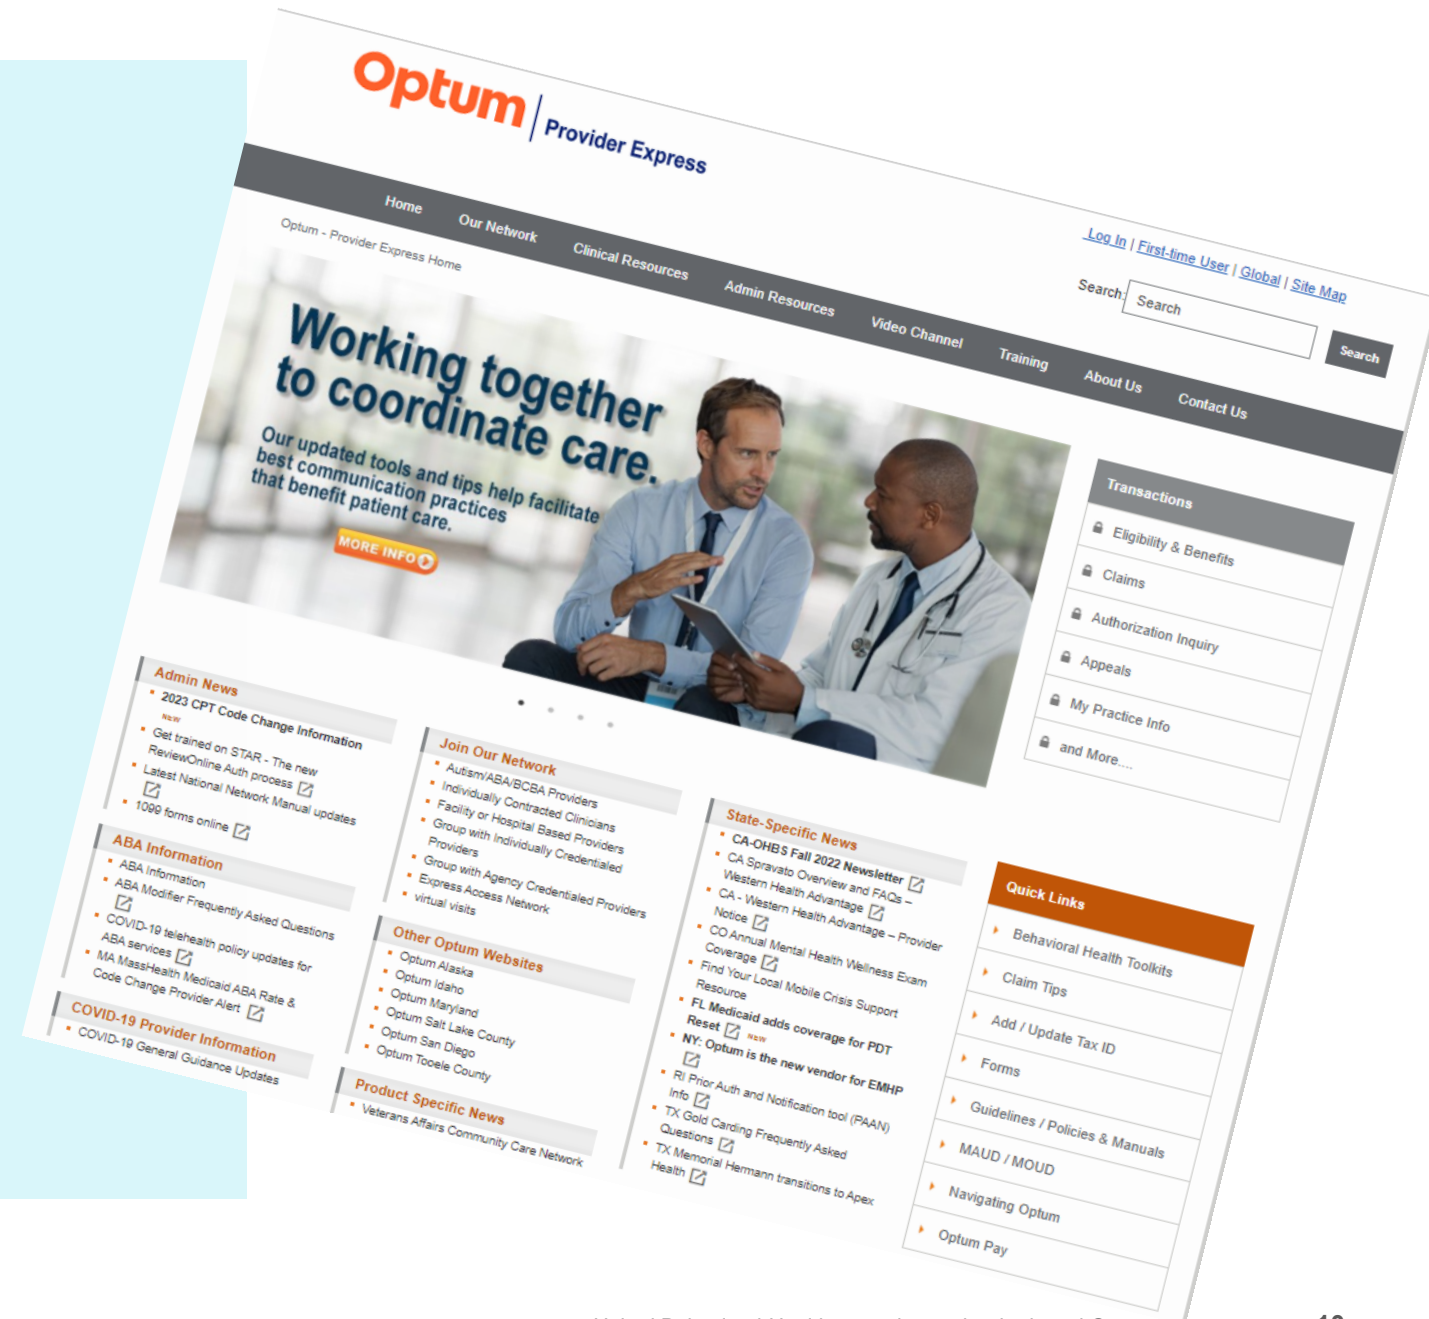 Optum | Provider Express
Log In | First-time User | Global | Site Map
Search:
Search
Search
Home
Our Network
Clinical Resources
Admin Resources
Video Channel
Training
About Us
Contact Us
Optum - Provider Express Home
Working together
to coordinate care.
Our updated tools and tips help facilitate
best communication practices
that benefit patient care.
MORE INFO
Transactions
Eligibility & Benefits
Claims
Authorization Inquiry
Appeals
My Practice Info
and More....
Admin News
2023 CPT Code Change Information
NEW
Get trained on STAR - The new
ReviewOnline Auth process
Latest National Network Manual updates
1099 forms online
ABA Information
ABA Information
ABA Modifier Frequently Asked Questions
COVID-19 telehealth policy updates for
ABA services
MA MassHealth Medicaid ABA Rate &
Code Change Provider Alert
COVID-19 Provider Information
COVID-19 General Guidance Updates
Join Our Network
Autism/ABA/BCBA Providers
Individually Contracted Clinicians
Facility or Hospital Based Providers
Group with Individually Credentialed
Providers
Group with Agency Credentialed Providers
Express Access Network
virtual visits
Other Optum Websites
Optum Alaska
Optum Idaho
Optum Maryland
Optum Salt Lake County
Optum San Diego
Optum Tooele County
Product Specific News
Veterans Affairs Community Care Network
State-Specific News
CA-OHBS Fall 2022 Newsletter
CA Spravato Overview and FAQs –
Western Health Advantage
CA - Western Health Advantage – Provider
Notice
CO Annual Mental Health Wellness Exam
Coverage
Find Your Local Mobile Crisis Support
Resource
FL Medicaid adds coverage for PDT
Reset NEW
NY: Optum is the new vendor for EMHP
RI Prior Auth and Notification tool (PAAN)
Info
TX Gold Carding Frequently Asked
Questions
TX Memorial Hermann transitions to Apex
Health
Quick Links
Behavioral Health Toolkits
Claim Tips
Add / Update Tax ID
Forms
Guidelines / Policies & Manuals
MAUD / MOUD
Navigating Optum
Optum Pay